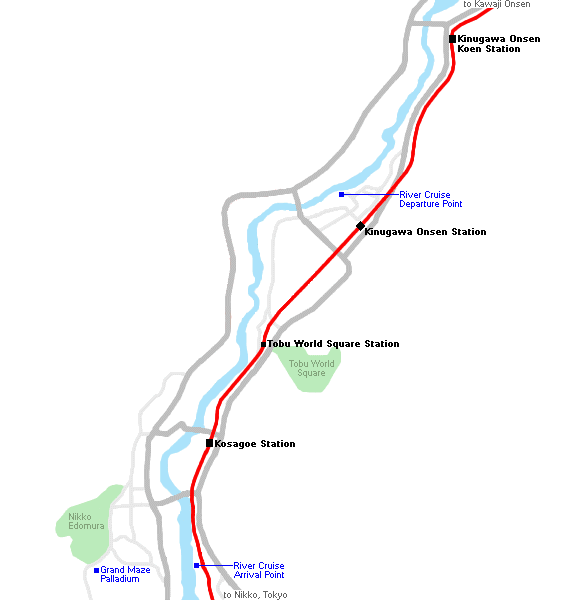 to Kawaji Onsen
Kinugawa Onsen
Koen Station
River Cruise
Departure Point
Kinugawa Onsen Station
Tobu World Square Station
Tobu World
Square
Kosagoe Station
Nikko
Edomura
Grand Maze
Palladium
River Cruise
Arrival Point
to Nikko, Tokyo